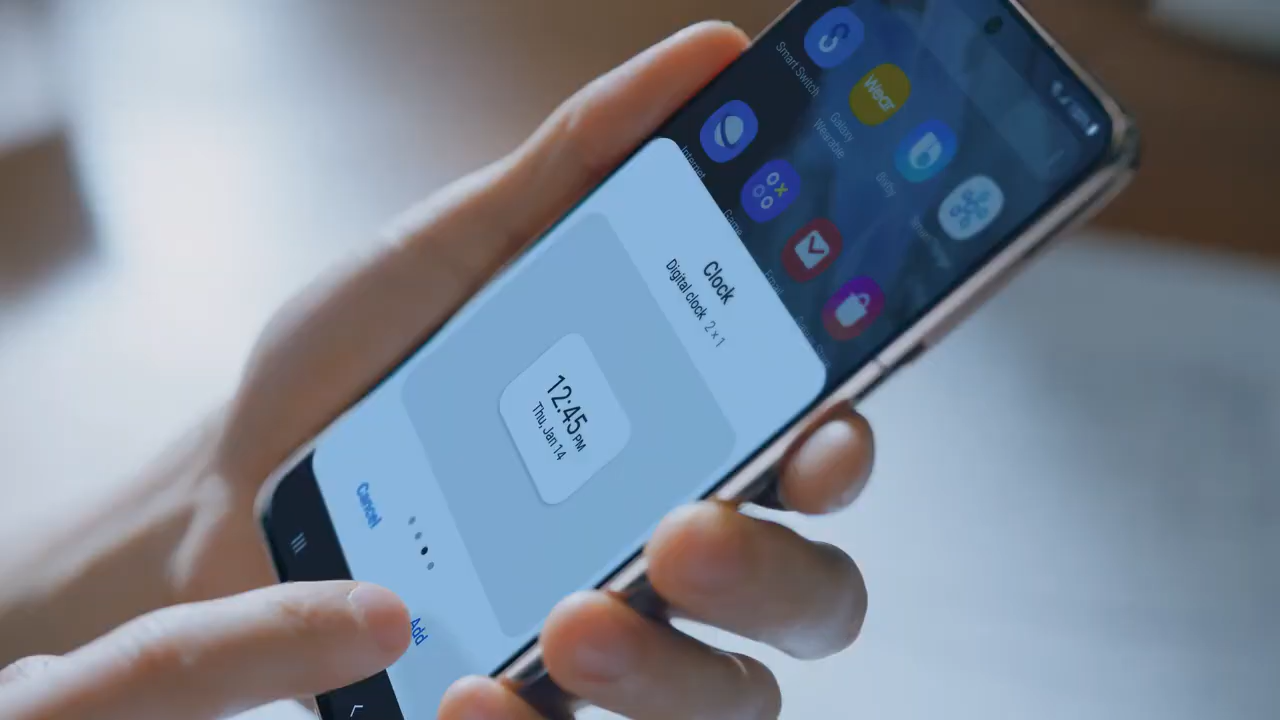 Smart Switch
Wear
Galaxy
Wearable
Bixby
Internet
Email
Clock
Digital clock 2 x 1
12:45 PM
Thu, Jan 14
Cancel
Add